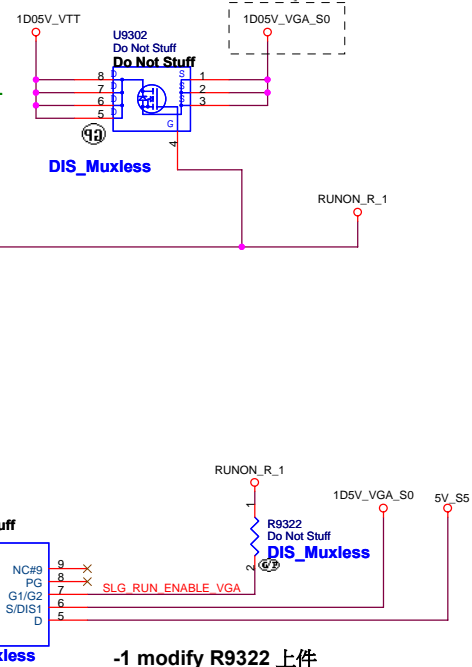 1D05V_VTT
1D05V_VGA_S0
U9302
Do Not Stuff
Do Not Stuff
8 D S 1
7 D S 2
6 D S 3
5 D
G
4
GP
DIS_Muxless
RUNON_R_1
RUNON_R_1
1D5V_VGA_S0
5V_S5
1
R9322
Do Not Stuff
DIS_Muxless
2
G/P
uff
NC#9 9
PG 8
G1/G2 7
SLG_RUN_ENABLE_VGA
S/DIS1 6
D 5
xless
-1 modify R9322 上件